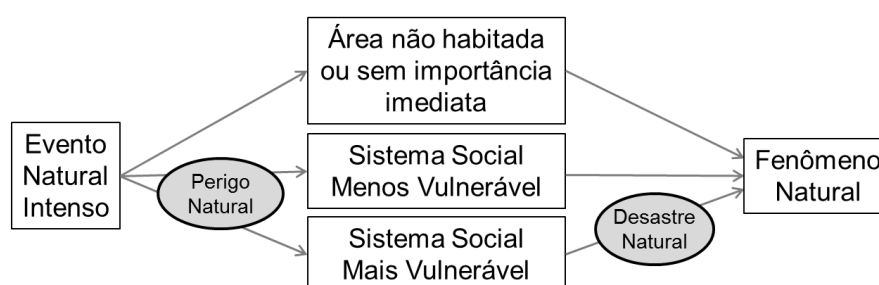 Área não habitada
ou sem importância
imediata
Evento
Natural
Intenso
Perigo
Natural
Sistema Social
Menos Vulnerável
Fenômeno
Natural
Desastre
Natural
Sistema Social
Mais Vulnerável